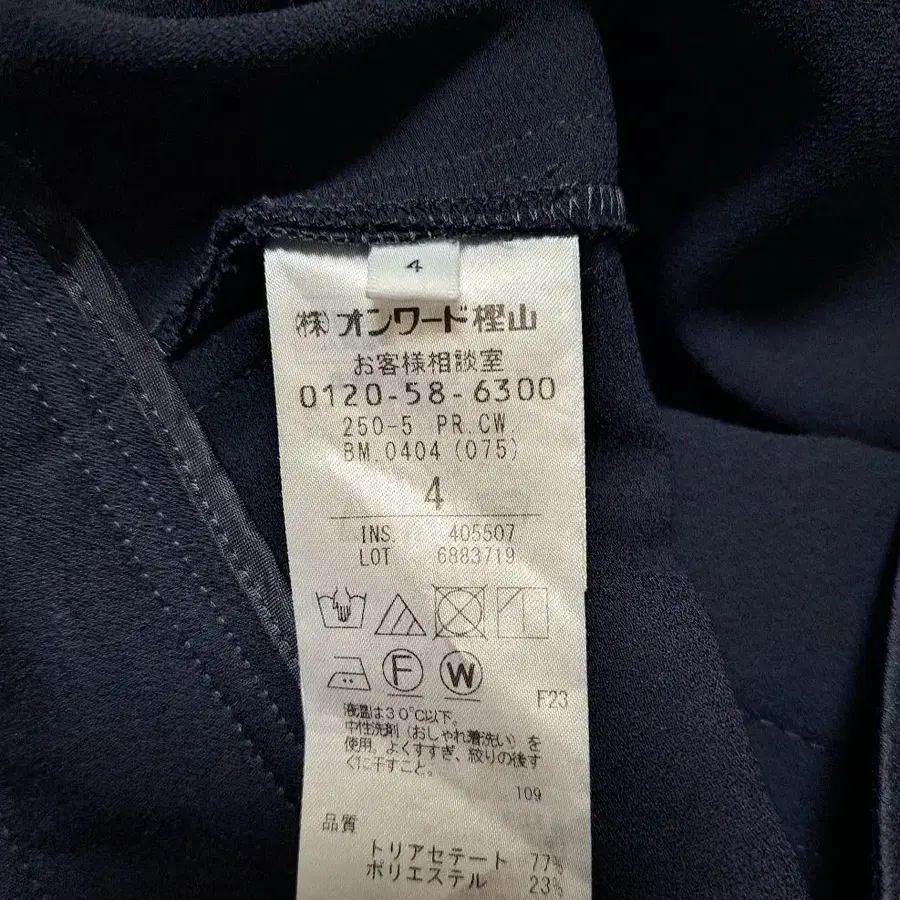 4
(株)オンワード樫山
お客様相談室
0120-58-6300
250-5 PR.CW
BM.0404(075)
4
INS. 405507
LOT 6883719
F
W
F23
液温は30℃以下。
中性洗剤(おしゃれ着洗い)を
使用。よくすすぎ、絞りの後す
ぐに干すこと。
109
品質
トリアセテート 77%
ポリエステル 23%